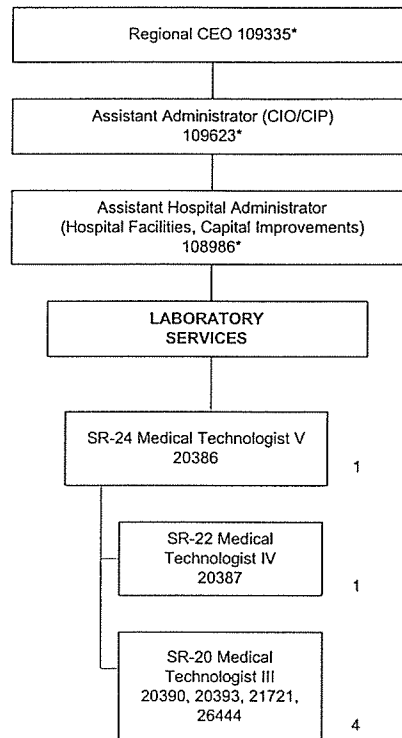 Regional CEO 109335*
Assistant Administrator (CIO/CIP)
109623*
Assistant Hospital Administrator
(Hospital Facilities, Capital Improvements)
108986*
LABORATORY
SERVICES
SR-24 Medical Technologist V
20386
1
SR-22 Medical
Technologist IV
20387
1
SR-20 Medical
Technologist III
20390, 20393, 21721,
26444
4